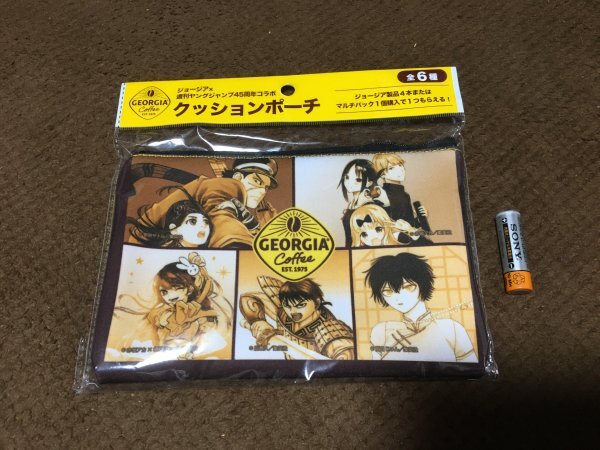 GEORGIA
Coffee
EST. 1975
ジョージア×
週刊ヤングジャンプ45周年コラボ
クッションポーチ
全6種
ジョージア製品4本または
マルチパック1個購入で1つもらえる!
GEORGIA
Coffee
EST. 1975
SONY